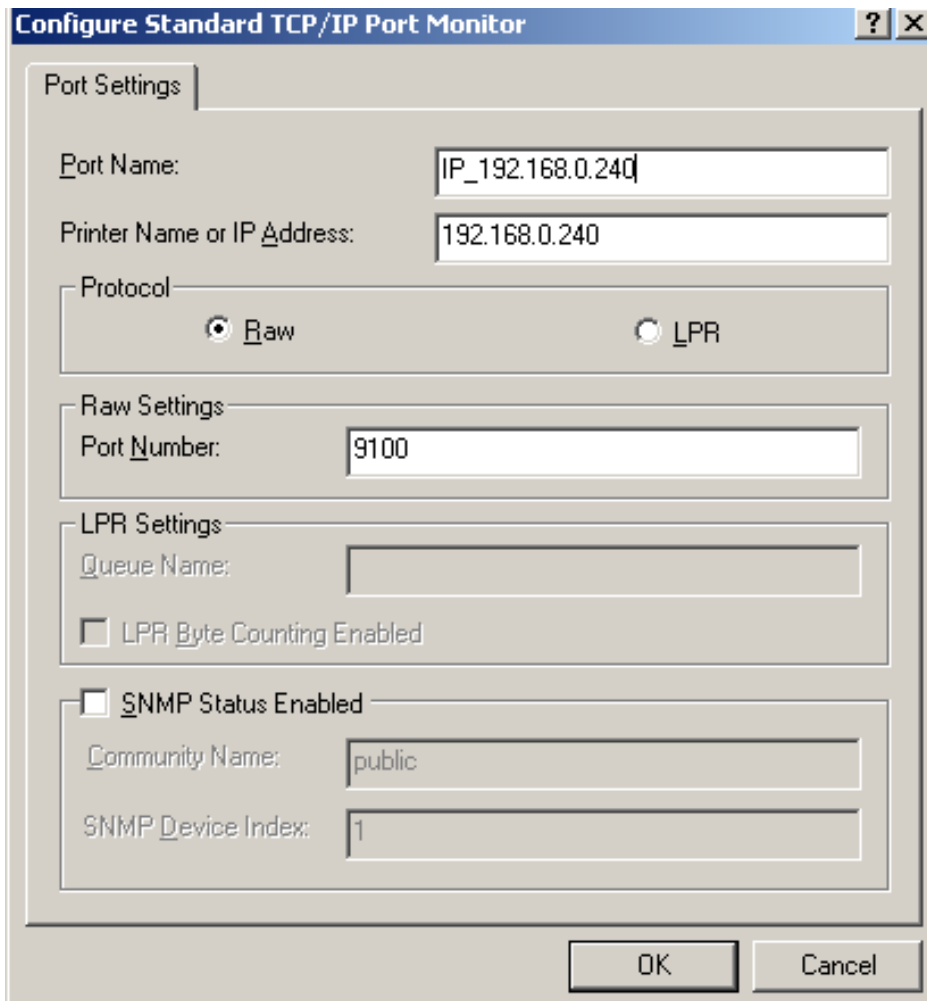 Configure Standard TCP/IP Port Monitor
Port Settings
Port Name: IP_192.168.0.240
Printer Name or IP Address: 192.168.0.240
Protocol
Raw LPR
Raw Settings
Port Number: 9100
LPR Settings
Queue Name:
LPR Byte Counting Enabled
SNMP Status Enabled
Community Name: public
SNMP Device Index: 1
OK Cancel